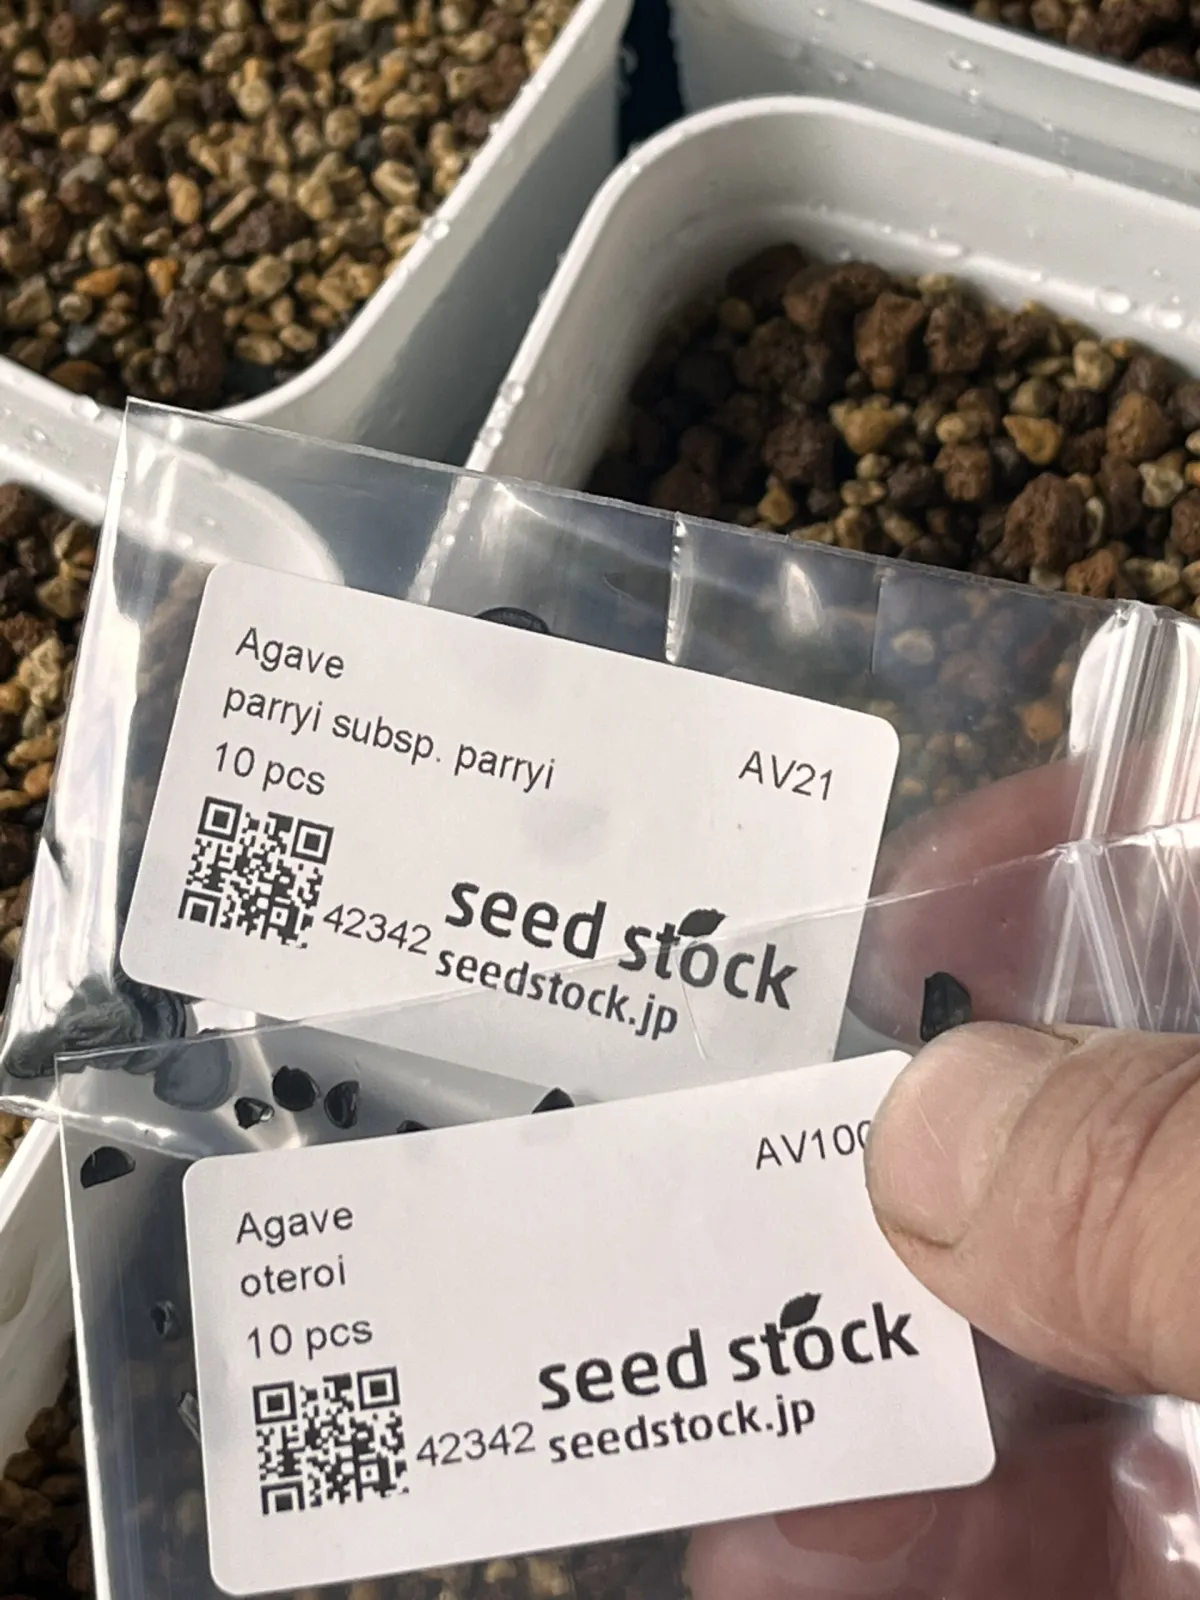 Agave
parryi subsp. parryi
10 pcs
AV21
42342
seed stock
seedstock.jp
AV100
Agave
oteroi
10 pcs
42342
seed stock
seedstock.jp